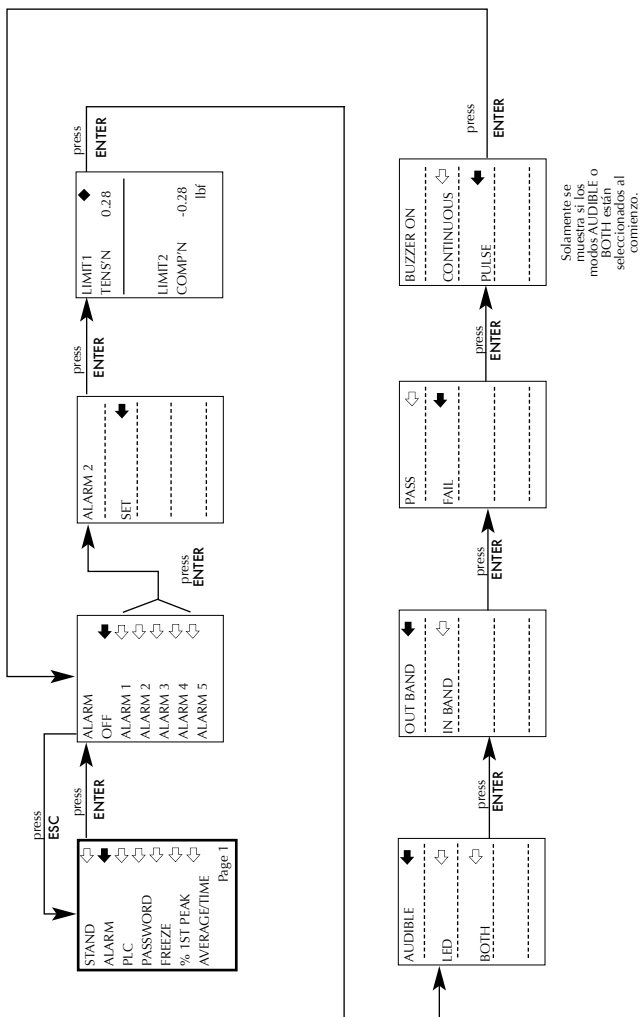 press
ESC
STAND
ALARM
PLC
PASSWORD
FREEZE
% 1ST PEAK
AVERAGE/TIME
Page 1
press
ENTER
ALARM
OFF
ALARM 1
ALARM 2
ALARM 3
ALARM 4
ALARM 5
press
ENTER
ALARM 2
SET
press
ENTER
LIMIT1
TENS'N 0.28
LIMIT2
COMP'N -0.28
lbf
press
ENTER
AUDIBLE
LED
BOTH
press
ENTER
OUT BAND
IN BAND
press
ENTER
PASS
FAIL
press
ENTER
BUZZER ON
CONTINUOUS
PULSE
press
ENTER
Solamente se
muestra si los
modos AUDIBLE o
BOTH están
seleccionados al
comienzo.